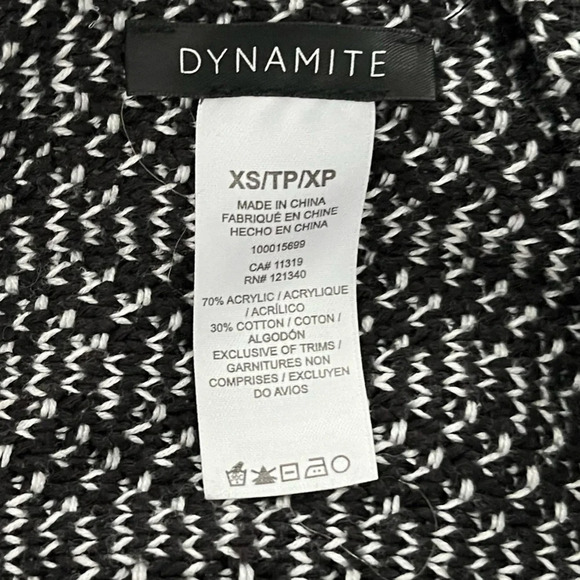 DYNAMITE
XS/TP/XP
MADE IN CHINA
FABRIQUÉ EN CHINE
HECHO EN CHINA
100015699
CA# 11319
RN# 121340
70% ACRYLIC / ACRYLIQUE
/ ACRÍLICO
30% COTTON / COTON /
ALGODÓN
EXCLUSIVE OF TRIMS /
GARNITURES NON
COMPRISES / EXCLUYEN
DO AVIOS